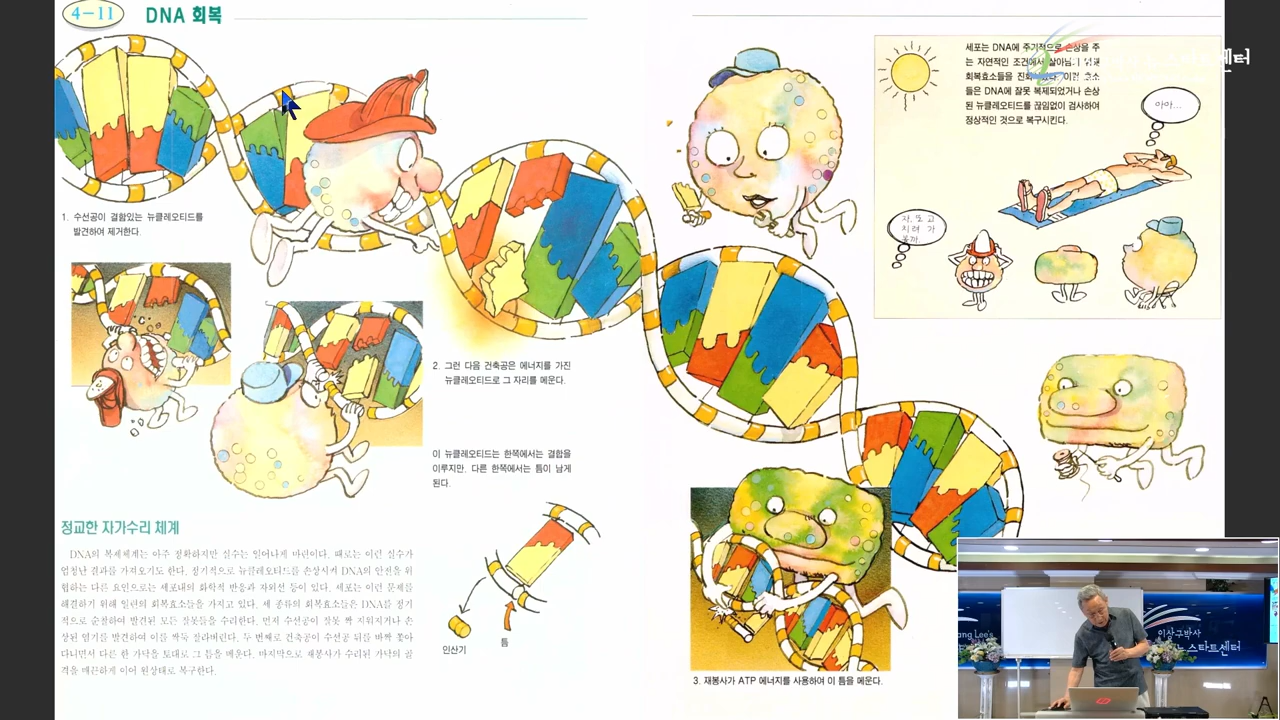 4-11 DNA 회복
1. 수선공이 결함있는 뉴클레오티드를
발견하여 제거한다.
2. 그런 다음 건축공은 에너지를 가진
뉴클레오티드로 그 자리를 메운다.
이 뉴클레오티드는 한쪽에서는 결합을
이루지만. 다른 한쪽에서는 틈이 남게
된다.
정교한 자가수리 체계
DNA의 복제체계는 아주 정확하지만 실수는 일어나게 마련이다. 때로는 이런 실수가
엄청난 결과를 가져오기도 한다. 정기적으로 뉴클레오티드를 손상시켜 DNA의 안전을 위
협하는 다른 요인으로는 세포내의 화학적 반응과 자외선 등이 있다. 세포는 이런 문제를
해결하기 위해 일련의 회복효소들을 가지고 있다. 세 종류의 회복효소들은 DNA를 정기
적으로 순찰하여 발견된 모든 잘못들을 수리한다. 먼저 수선공이 잘못 짝 지워지거나 손
상된 염기를 발견하여 이를 싹둑 잘라버린다. 두 번째로 건축공이 수선공 뒤를 바짝 쫓아
다니면서 다른 한 가닥을 토대로 그 틈을 메운다. 마지막으로 재봉사가 수리된 가닥의 골
격을 매끈하게 이어 원상태로 복구한다.
인산기
틈
세포는 DNA에 주기적으로 손상을 주
는 자연적인 조건에서 살아남기 위해
회복효소들을 진화
들은 DNA에 잘못 복제되었거나 손상
된 뉴클레오티드를 끊임없이 검사하여
정상적인 것으로 복구시킨다.
아아...
자, 또 고
치러 가
볼까.
3. 재봉사가 ATP 에너지를 사용하여 이 틈을 메운다.
스타트센터
ang Lee's
이상구박사
뉴스타트센터